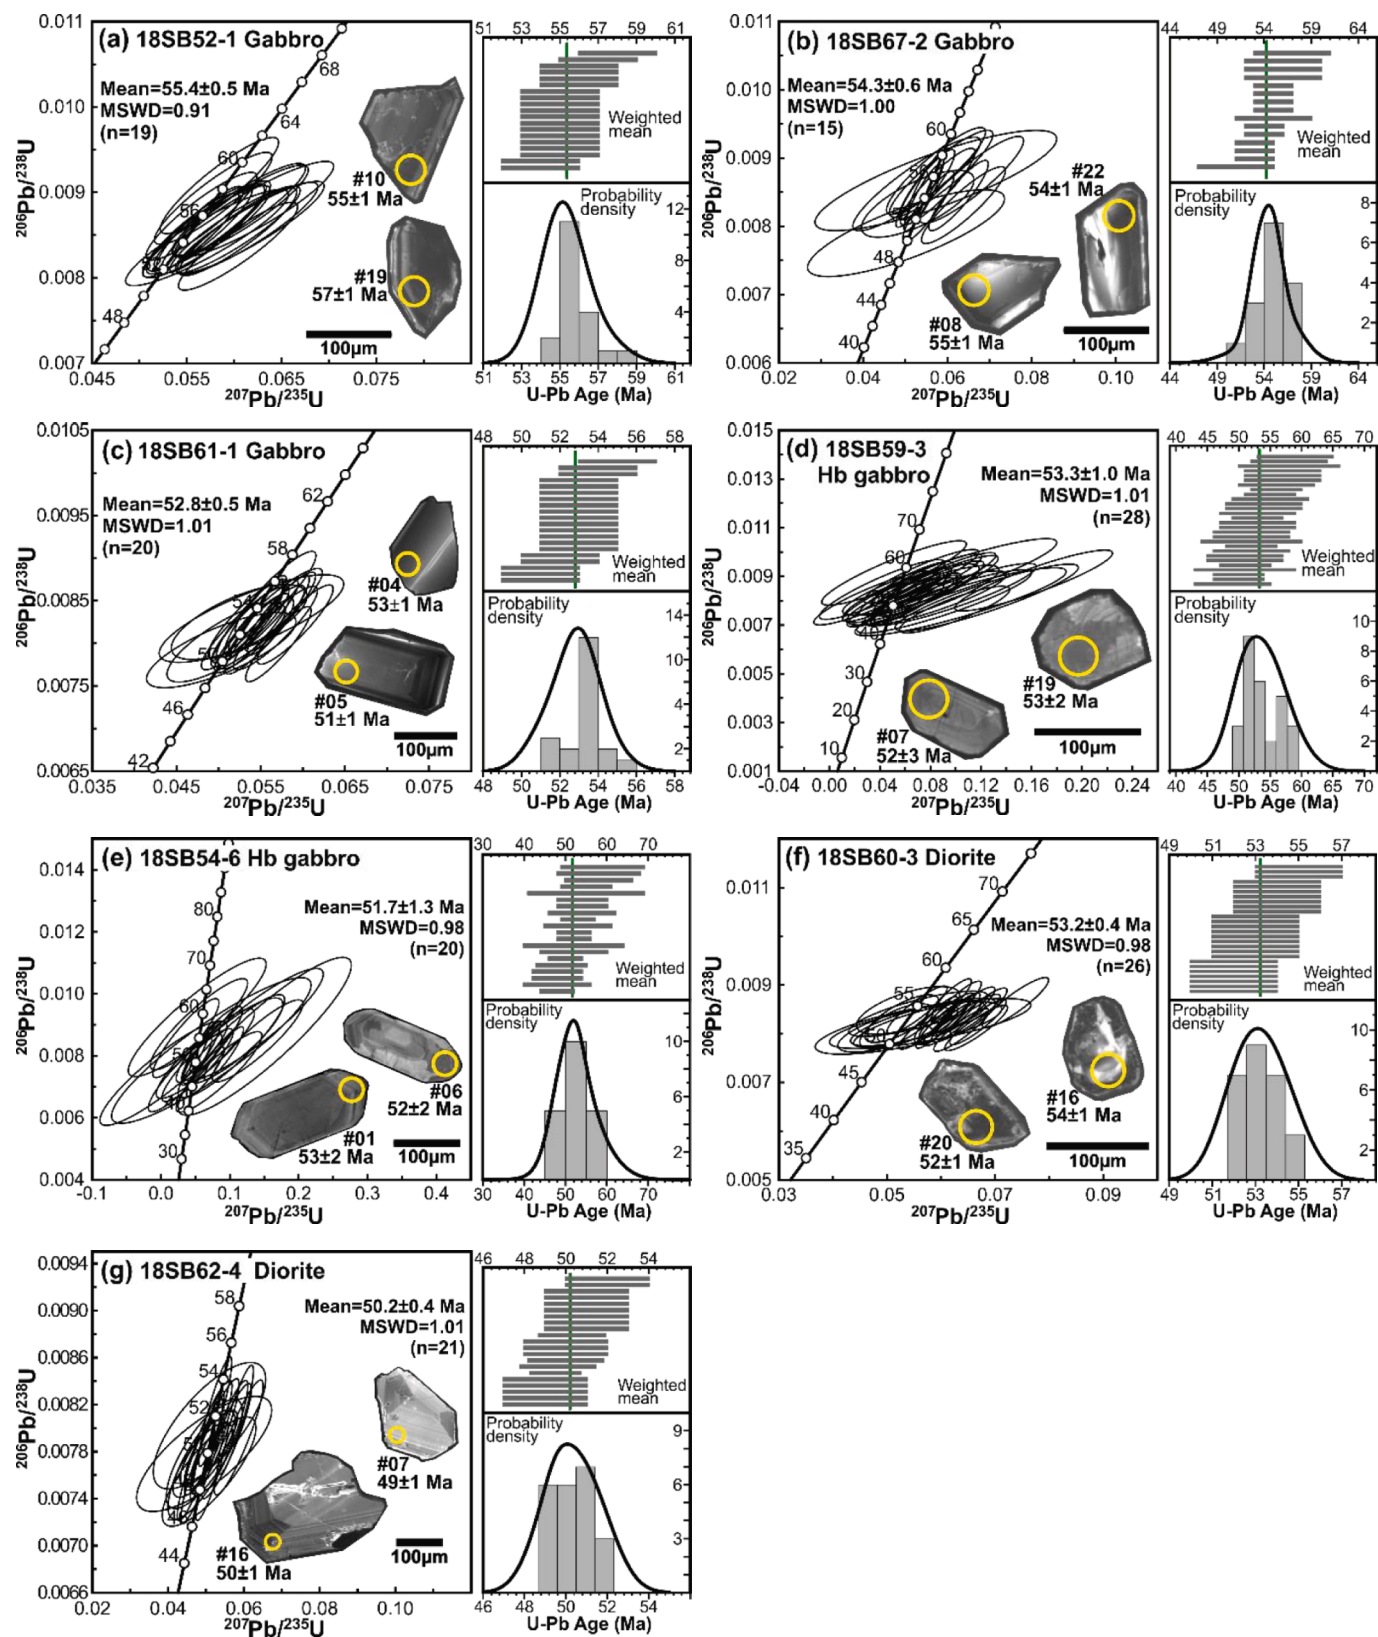 (a) 18SB52-1 Gabbro
Mean=55.4±0.5 Ma
MSWD=0.91
(n=19)
#10
55±1 Ma
#19
57±1 Ma
100μm
48
56
60
64
68
0.011
0.010
0.009
0.008
0.007
0.045
0.055
0.065
0.075
206Pb/238U
207Pb/235U
51 53 55 57 59 61
Weighted
mean
Probability
density
12
8
4
51 53 55 57 59 61
U-Pb Age (Ma)
(b) 18SB67-2 Gabbro
Mean=54.3±0.6 Ma
MSWD=1.00
(n=15)
#22
54±1 Ma
#08
55±1 Ma
100μm
60
48
44
40
0.011
0.010
0.009
0.008
0.007
0.006
0.02
0.04
0.06
0.08
0.10
206Pb/238U
207Pb/235U
44 49 54 59 64
Weighted
mean
Probability
density
8
6
4
2
44 49 54 59 64
U-Pb Age (Ma)
(c) 18SB61-1 Gabbro
Mean=52.8±0.5 Ma
MSWD=1.01
(n=20)
#04
53±1 Ma
#05
51±1 Ma
100μm
62
58
54
46
42
0.0105
0.0095
0.0085
0.0075
0.0065
0.035
0.045
0.055
0.065
0.075
206Pb/238U
207Pb/235U
48 50 52 54 56 58
Weighted
mean
Probability
density
14
10
4
2
48 50 52 54 56 58
U-Pb Age (Ma)
(d) 18SB59-3
Hb gabbro
Mean=53.3±1.0 Ma
MSWD=1.01
(n=28)
#19
53±2 Ma
#07
52±3 Ma
100μm
70
60
40
30
20
10
0.015
0.013
0.011
0.009
0.007
0.005
0.003
0.001
-0.04
0.00
0.04
0.08
0.12
0.16
0.20
0.24
206Pb/238U
207Pb/235U
40 45 50 55 60 65 70
Weighted
mean
Probability
density
10
8
6
4
2
40 45 50 55 60 65 70
U-Pb Age (Ma)
(e) 18SB54-6 Hb gabbro
Mean=51.7±1.3 Ma
MSWD=0.98
(n=20)
#06
52±2 Ma
#01
53±2 Ma
100μm
80
70
60
50
40
30
0.014
0.012
0.010
0.008
0.006
0.004
-0.1
0.0
0.1
0.2
0.3
0.4
206Pb/238U
207Pb/235U
30 40 50 60 70
Weighted
mean
Probability
density
10
6
2
30 40 50 60 70
U-Pb Age (Ma)
(f) 18SB60-3 Diorite
Mean=53.2±0.4 Ma
MSWD=0.98
(n=26)
#16
54±1 Ma
#20
52±1 Ma
100μm
70
65
60
55
50
45
40
35
0.011
0.009
0.007
0.005
0.03
0.05
0.07
0.09
206Pb/238U
207Pb/235U
49 51 53 55 57
Weighted
mean
Probability
density
10
6
2
49 51 53 55 57
U-Pb Age (Ma)
(g) 18SB62-4 Diorite
Mean=50.2±0.4 Ma
MSWD=1.01
(n=21)
#07
49±1 Ma
#16
50±1 Ma
100μm
58
56
54
52
44
0.0094
0.0090
0.0086
0.0082
0.0078
0.0074
0.0070
0.0066
0.02
0.04
0.06
0.08
0.10
206Pb/238U
207Pb/235U
46 48 50 52 54
Weighted
mean
Probability
density
9
6
3
46 48 50 52 54
U-Pb Age (Ma)